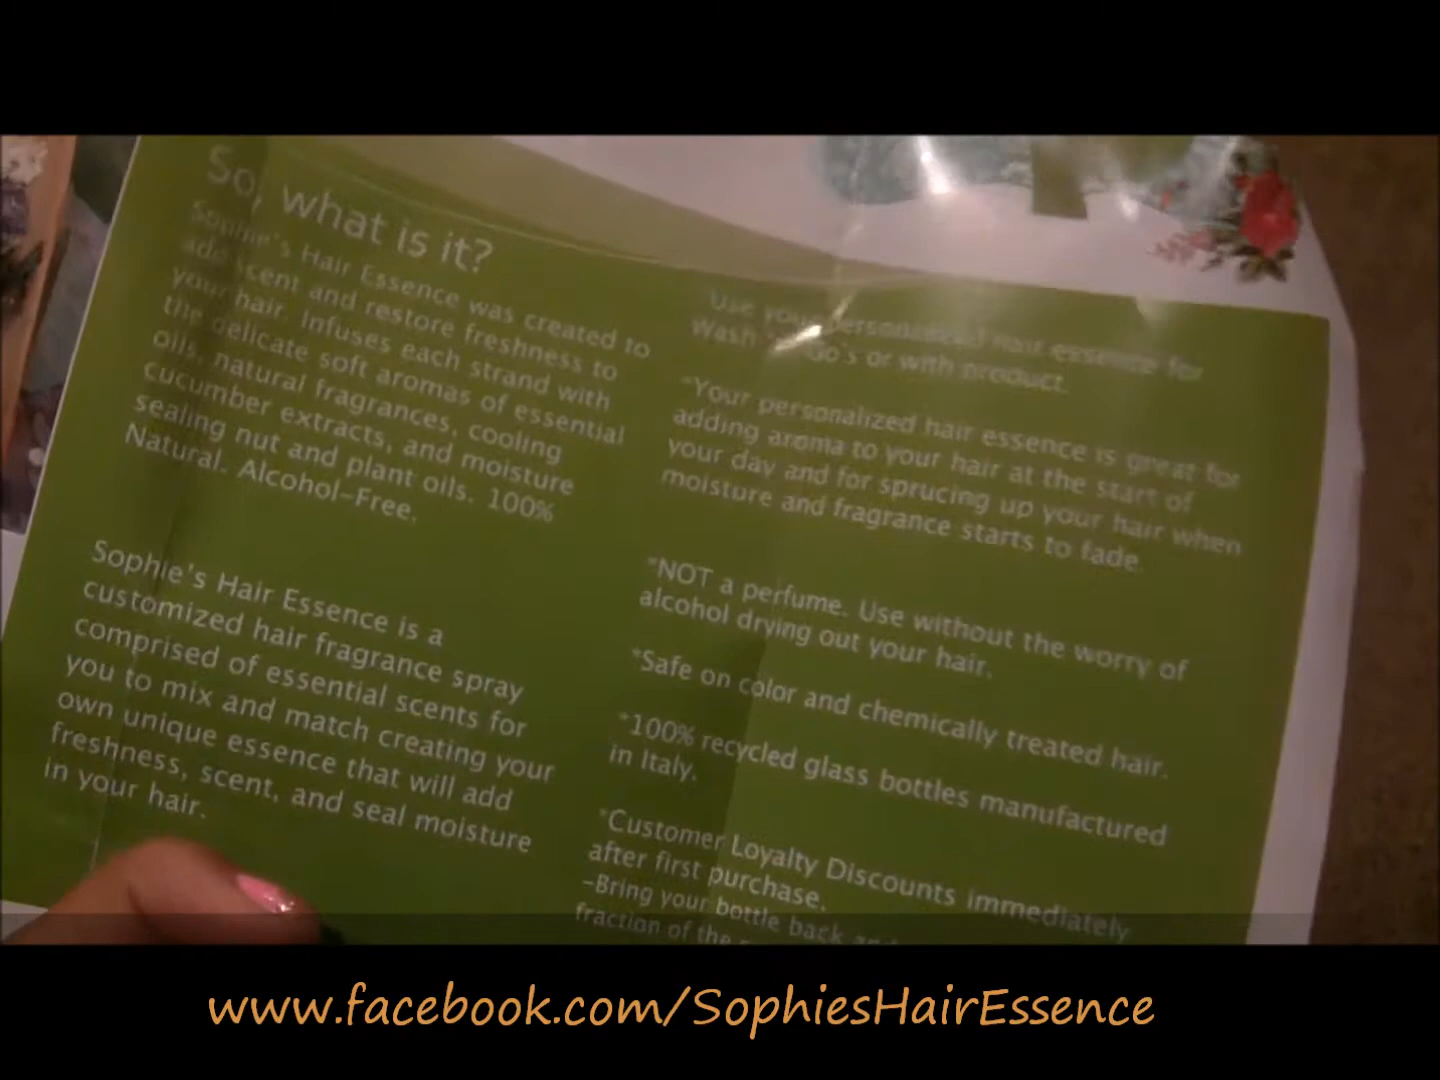 So, what is it?
Sophie's Hair Essence was created to
add scent and restore freshness to
your hair. Infuses each strand with
the delicate soft aromas of essential
oils, natural fragrances, cooling
cucumber extracts, and moisture
sealing nut and plant oils. 100%
Natural. Alcohol-Free.
Sophie's Hair Essence is a
customized hair fragrance spray
comprised of essential scents for
you to mix and match creating your
own unique essence that will add
freshness, scent, and seal moisture
in your hair.
Use your personalized hair essence for
Wash Go's or with product.
*Your personalized hair essence is great for
adding aroma to your hair at the start of
your day and for sprucing up your hair when
moisture and fragrance starts to fade.
*NOT a perfume. Use without the worry of
alcohol drying out your hair.
*Safe on color and chemically treated hair.
*100% recycled glass bottles manufactured
in Italy.
*Customer Loyalty Discounts immediately
after first purchase.
-Bring your bottle back and
fraction of the
www.facebook.com/SophiesHairEssence